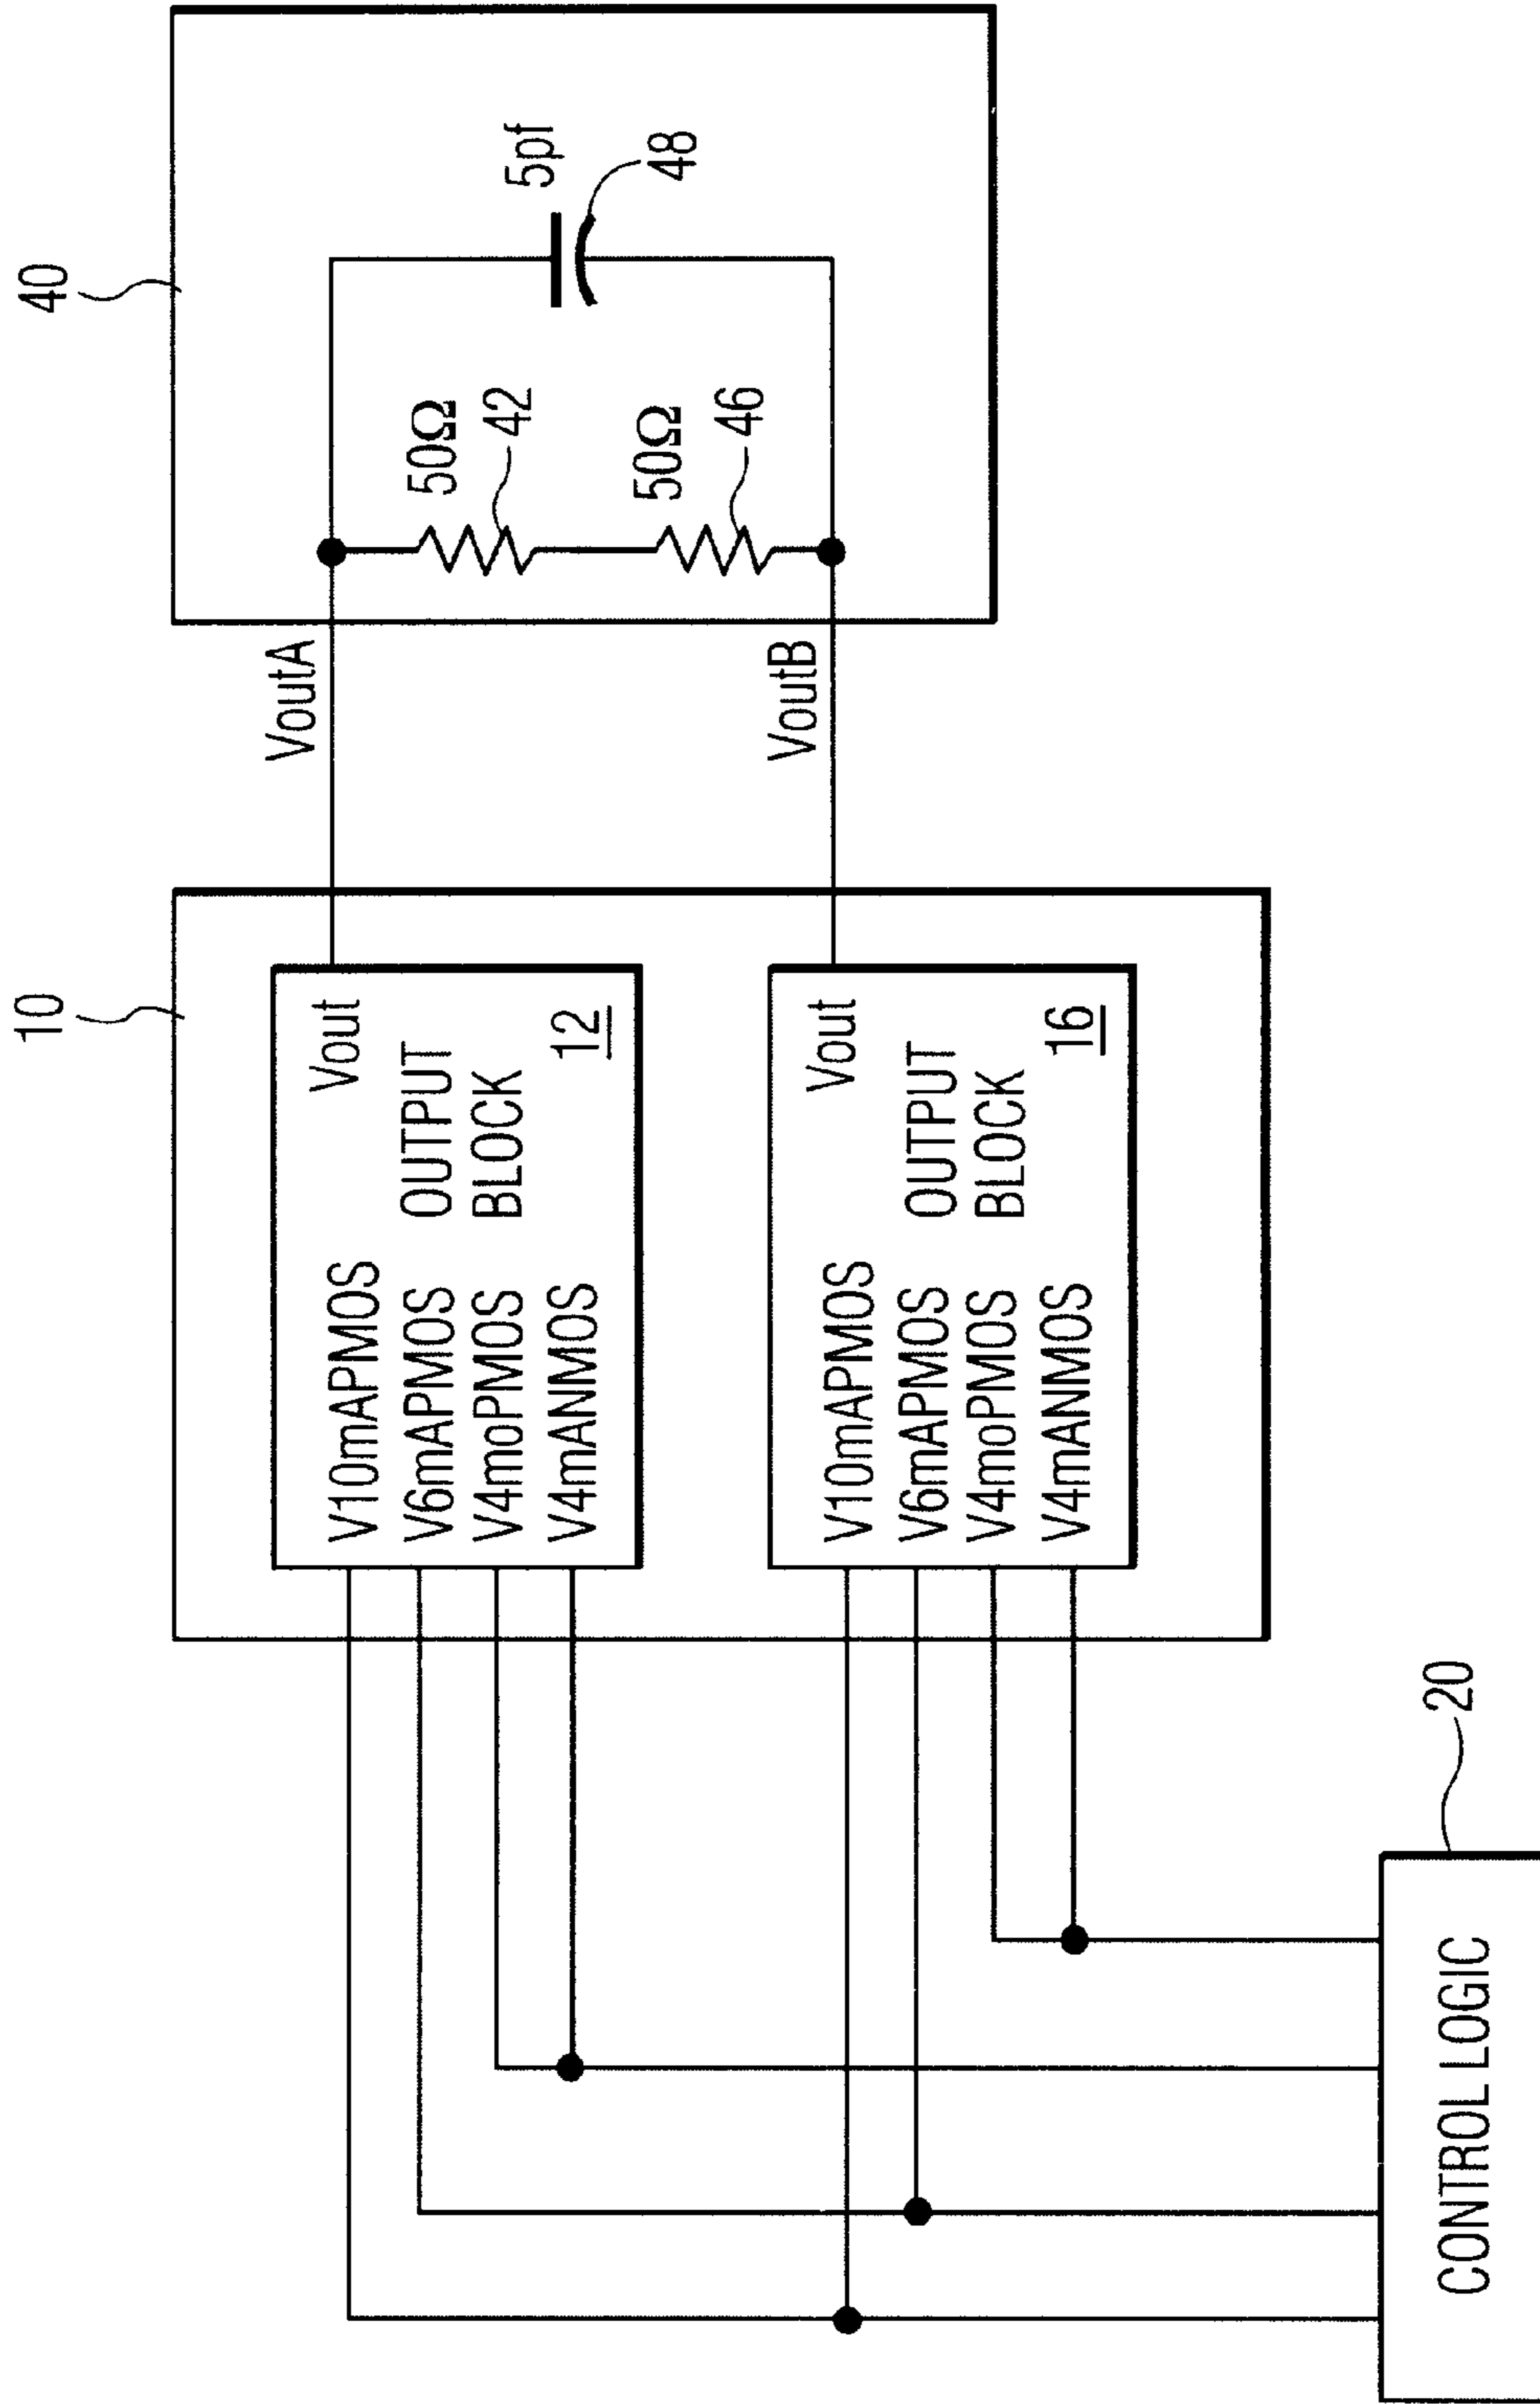 10
40
Vout
V10mAPMOS
V6mAPMOS
V4moPMOS
V4mANMOS
OUTPUT
BLOCK
12
VoutA
50Ω
42
5pf
48
50Ω
46
Vout
V10mAPMOS
V6mAPMOS
V4moPMOS
V4mANMOS
OUTPUT
BLOCK
16
VoutB
20
CONTROL LOGIC